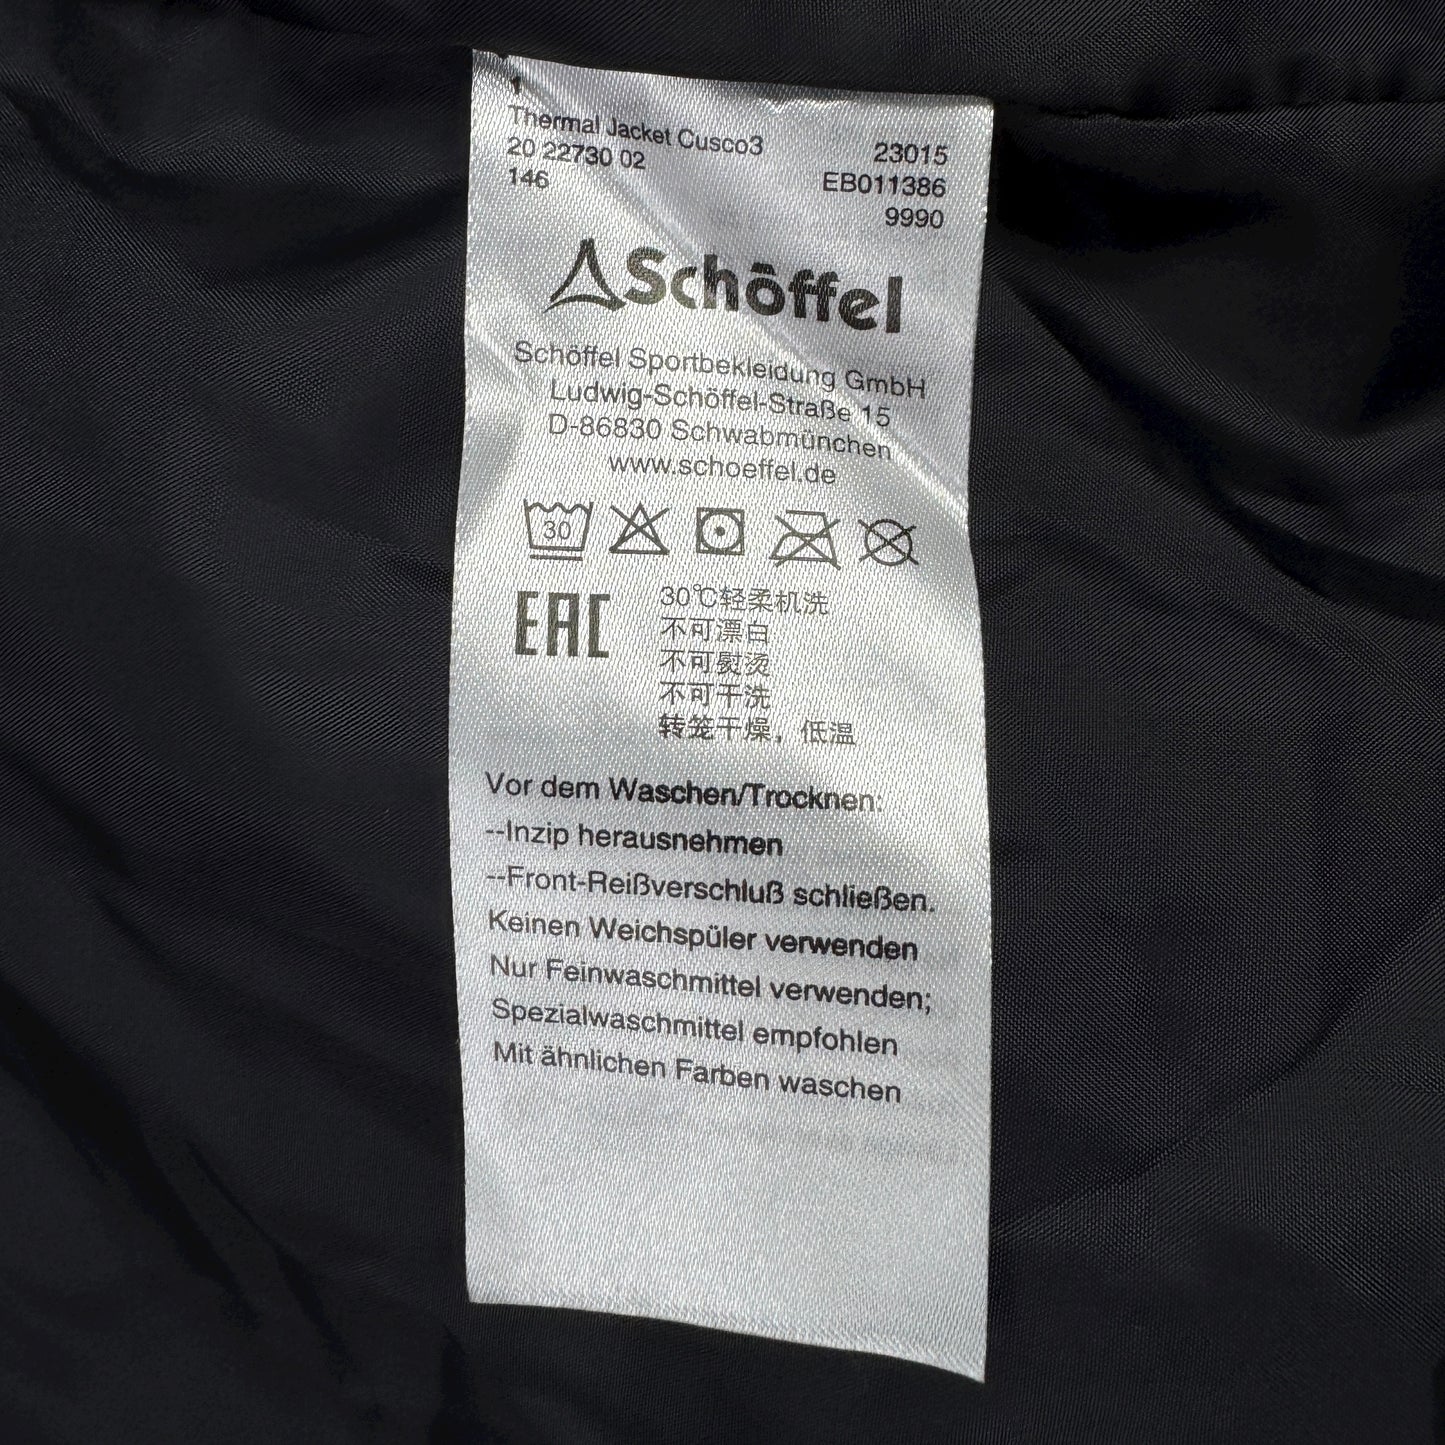 1
Thermal Jacket Cusco3 23015
20 22730 02 EB011386
146 9990
Schöffel
Schöffel Sportbekleidung GmbH
Ludwig-Schöffel-Straße 15
D-86830 Schwabmünchen
www.schoeffel.de
30
EAC
30℃轻柔机洗
不可漂白
不可熨烫
不可干洗
转笼干燥，低温
Vor dem Waschen/Trocknen:
--Inzip herausnehmen
--Front-Reißverschluß schließen.
Keinen Weichspüler verwenden
Nur Feinwaschmittel verwenden;
Spezialwaschmittel empfohlen
Mit ähnlichen Farben waschen